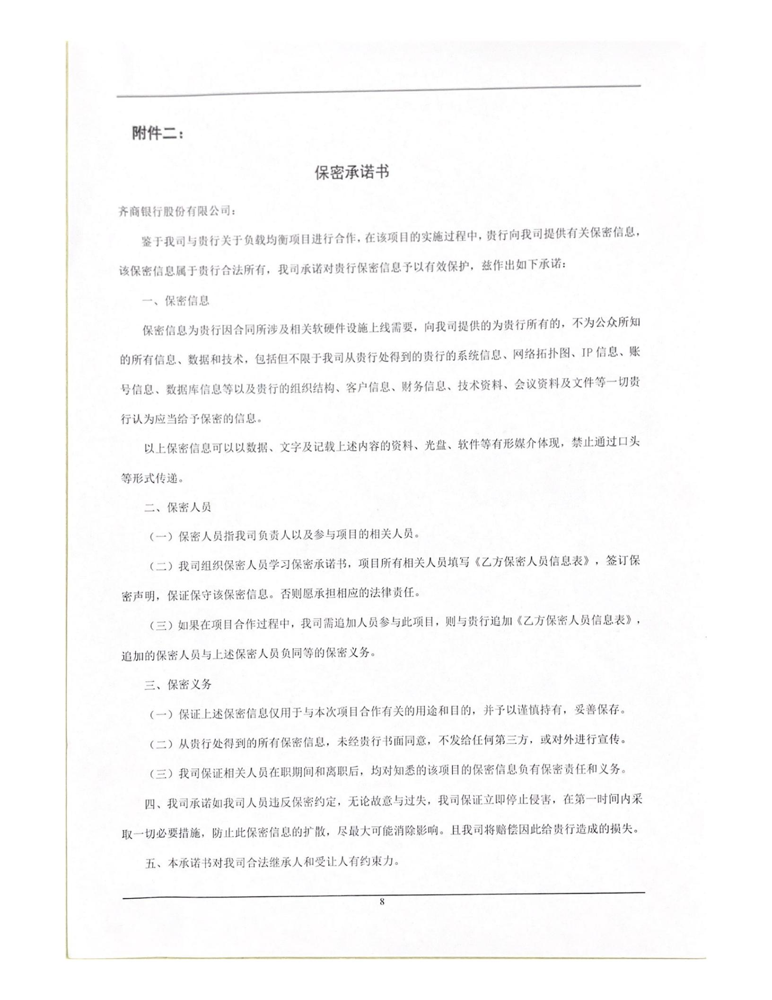 附件二：
保密承诺书
齐商银行股份有限公司：
鉴于我司与贵行关于负载均衡项目进行合作，在该项目的实施过程中，贵行向我司提供有关保密信息，
该保密信息属于贵行合法所有，我司承诺对贵行保密信息予以有效保护，兹作出如下承诺：
一、保密信息
保密信息为贵行因合同所涉及相关软硬件设施上线需要，向我司提供的为贵行所有的，不为公众所知
的所有信息、数据和技术，包括但不限于我司从贵行处得到的贵行的系统信息、网络拓扑图、IP 信息、账
号信息、数据库信息等以及贵行的组织结构、客户信息、财务信息、技术资料、会议资料及文件等一切贵
行认为应当给予保密的信息。
以上保密信息可以以数据、文字及记载上述内容的资料、光盘、软件等有形媒介体现，禁止通过口头
等形式传递。
二、保密人员
（一）保密人员指我司负责人以及参与项目的相关人员。
（二）我司组织保密人员学习保密承诺书，项目所有相关人员填写《乙方保密人员信息表》，签订保
密声明，保证保守该保密信息。否则愿承担相应的法律责任。
（三）如果在项目合作过程中，我司需追加人员参与此项目，则与贵行追加《乙方保密人员信息表》，
追加的保密人员与上述保密人员负同等的保密义务。
三、保密义务
（一）保证上述保密信息仅用于与本次项目合作有关的用途和目的，并予以谨慎持有，妥善保存。
（二）从贵行处得到的所有保密信息，未经贵行书面同意，不发给任何第三方，或对外进行宣传。
（三）我司保证相关人员在职期间和离职后，均对知悉的该项目的保密信息负有保密责任和义务。
四、我司承诺如我司人员违反保密约定，无论故意与过失，我司保证立即停止侵害，在第一时间内采
取一切必要措施，防止此保密信息的扩散，尽最大可能消除影响。且我司将赔偿因此给贵行造成的损失。
五、本承诺书对我司合法继承人和受让人有约束力。
8